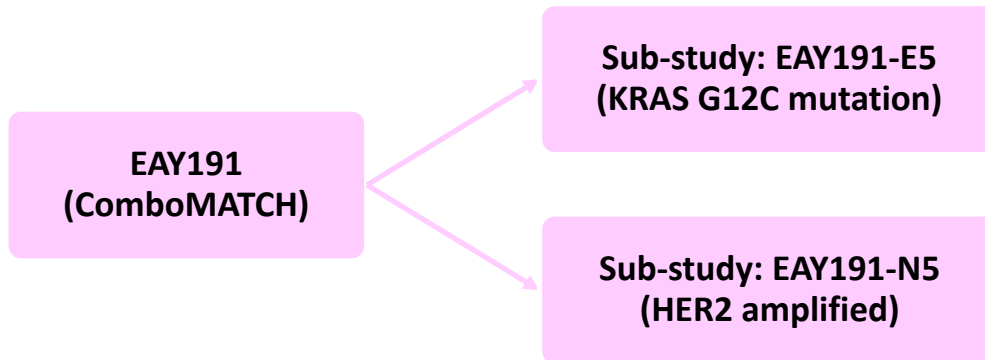 EAY191
(ComboMATCH)
Sub-study: EAY191-E5
(KRAS G12C mutation)
Sub-study: EAY191-N5
(HER2 amplified)